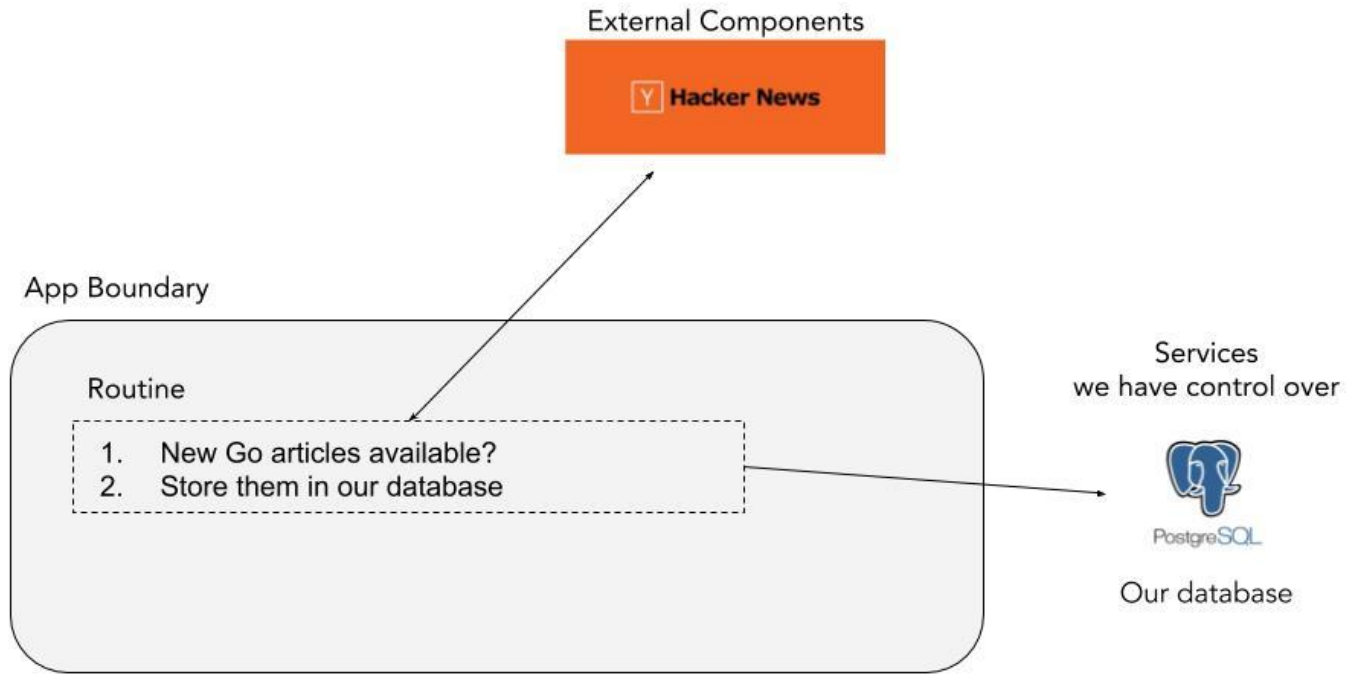 External Components
Y Hacker News
App Boundary
Routine
1. New Go articles available?
2. Store them in our database
Services
we have control over
PostgreSQL
Our database